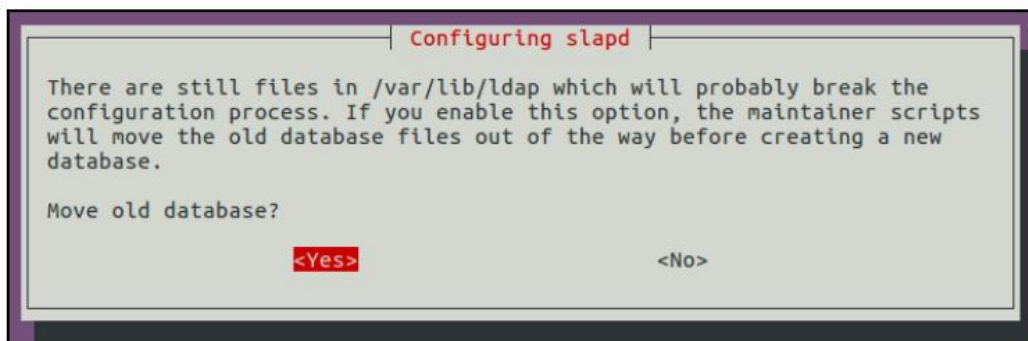 Configuring slapd
There are still files in /var/lib/ldap which will probably break the
configuration process. If you enable this option, the maintainer scripts
will move the old database files out of the way before creating a new
database.
Move old database?
<Yes> <No>